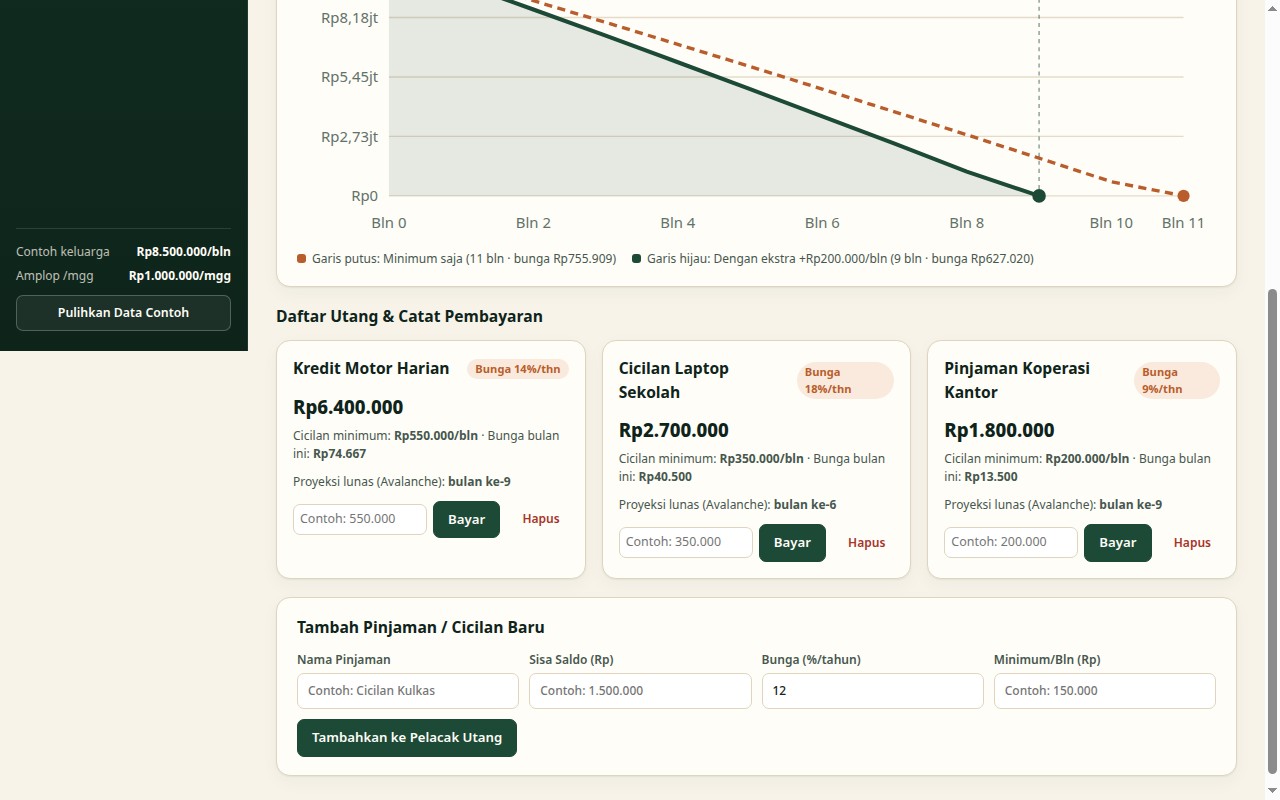 Rp8,18jt
Rp5,45jt
Rp2,73jt
Rp0
Bln 0
Bln 2
Bln 4
Bln 6
Bln 8
Bln 10
Bln 11
Garis putus: Minimum saja (11 bln · bunga Rp755.909)
Garis hijau: Dengan ekstra +Rp200.000/bln (9 bln · bunga Rp627.020)
Contoh keluarga Rp8.500.000/bln
Amplop /mgg Rp1.000.000/mgg
Pulihkan Data Contoh
Daftar Utang & Catat Pembayaran
Kredit Motor Harian
Bunga 14%/thn
Rp6.400.000
Cicilan minimum: Rp550.000/bln · Bunga bulan
ini: Rp74.667
Proyeksi lunas (Avalanche): bulan ke-9
Contoh: 550.000
Bayar
Hapus
Cicilan Laptop
Sekolah
Bunga
18%/thn
Rp2.700.000
Cicilan minimum: Rp350.000/bln · Bunga bulan
ini: Rp40.500
Proyeksi lunas (Avalanche): bulan ke-6
Contoh: 350.000
Bayar
Hapus
Pinjaman Koperasi
Kantor
Bunga
9%/thn
Rp1.800.000
Cicilan minimum: Rp200.000/bln · Bunga bulan
ini: Rp13.500
Proyeksi lunas (Avalanche): bulan ke-9
Contoh: 200.000
Bayar
Hapus
Tambah Pinjaman / Cicilan Baru
Nama Pinjaman
Contoh: Cicilan Kulkas
Sisa Saldo (Rp)
Contoh: 1.500.000
Bunga (%/tahun)
12
Minimum/Bln (Rp)
Contoh: 150.000
Tambahkan ke Pelacak Utang